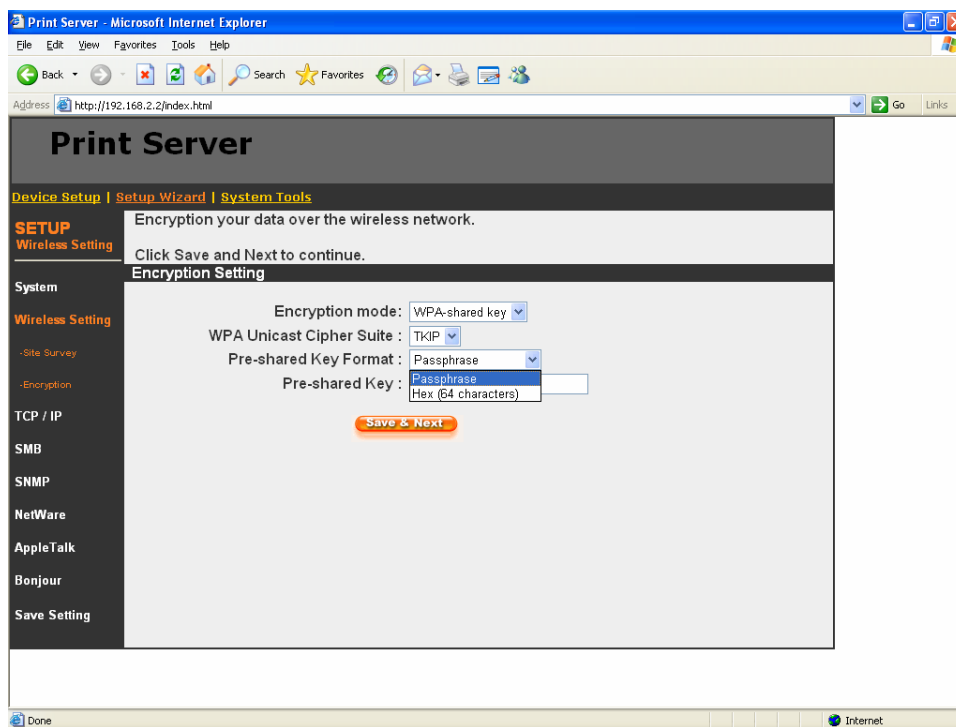 Print Server - Microsoft Internet Explorer
File Edit View Favorites Tools Help
Back Search Favorites
Address http://192.168.2.2/index.html Go Links
Print Server
Device Setup | Setup Wizard | System Tools
SETUP
Wireless Setting
System
Wireless Setting
-Site Survey
-Encryption
TCP / IP
SMB
SNMP
NetWare
AppleTalk
Bonjour
Save Setting
Encryption your data over the wireless network.
Click Save and Next to continue.
Encryption Setting
Encryption mode: WPA-shared key
WPA Unicast Cipher Suite : TKIP
Pre-shared Key Format : Passphrase
Pre-shared Key :
Passphrase
Hex (64 characters)
Save & Next
Done Internet